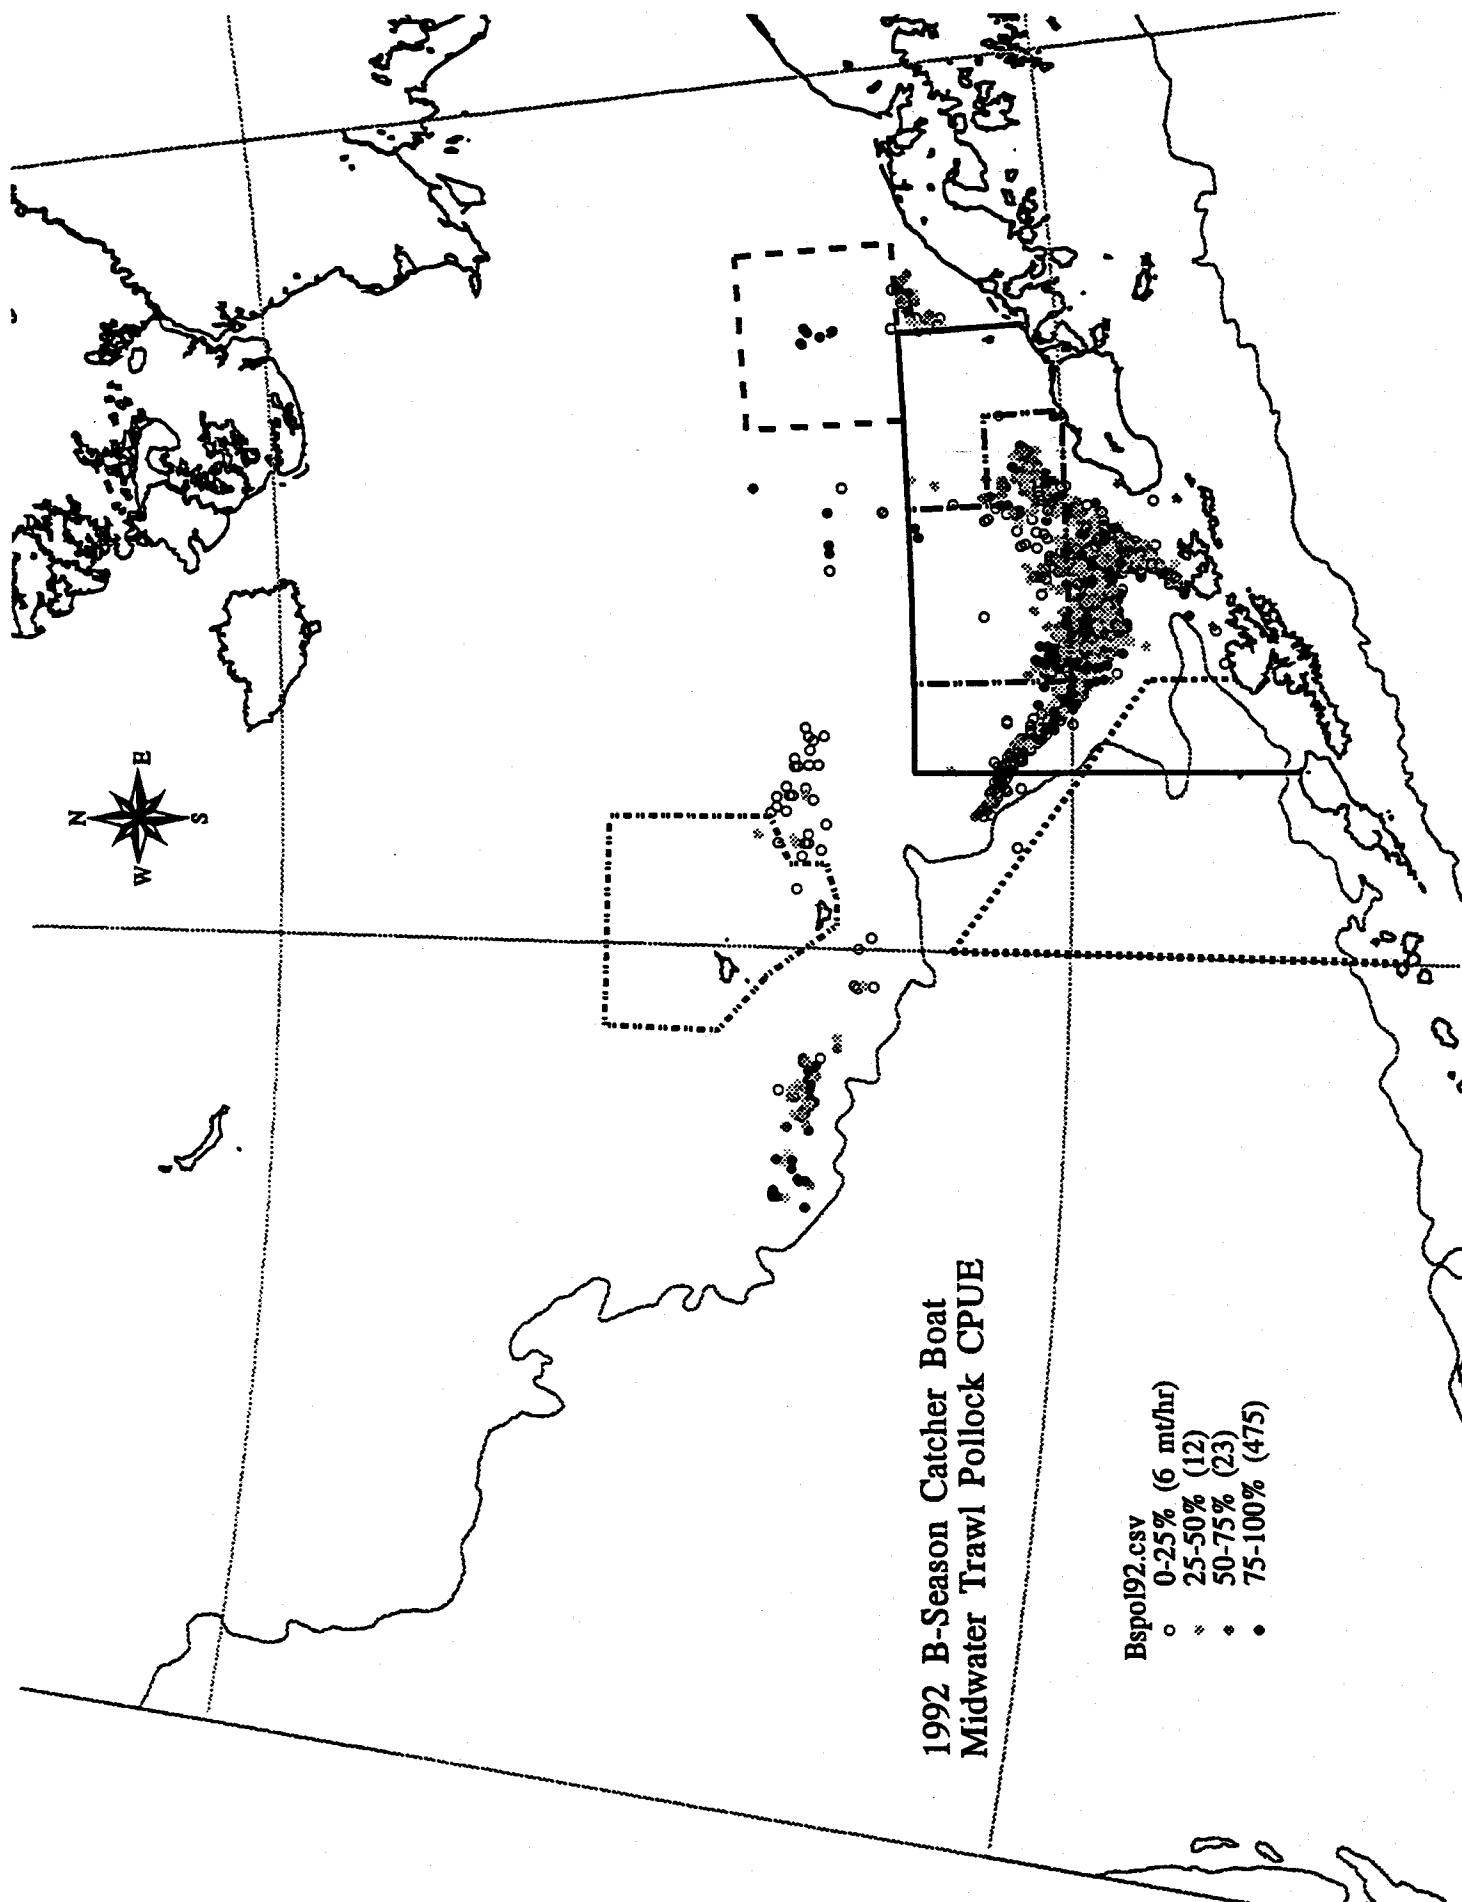 N
W
E
S
1992 B-Season Catcher Boat
Midwater Trawl Pollock CPUE
Bspol92.csv
0-25% (6 mt/hr)
25-50% (12)
50-75% (23)
75-100% (475)